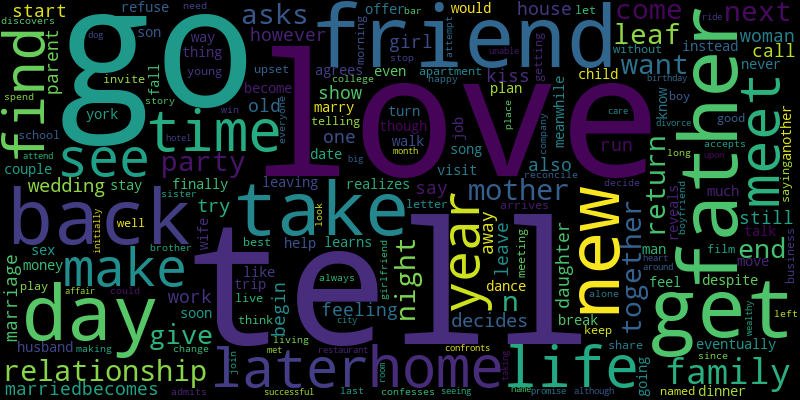 start
refuse
asks
friend
house
offer
bar
let
come
next
need
would
discovers
son
however
girl
leaf
woman
find
parent
go
way
thing
morning
stop
attempt
ride
unable
dog
agrees
even
apartment
want
instead
call
young
upset
kiss
getting
without
never
invite
fall
become
college
happy
child
birthday
york
story
old
show
plan
meanwhile
know
boy
spend
win
everyone
marry
turn
place
company
care
good
school
time
telling
though
job
divorce
father
meet
attend
hotel
one
walk
love
run
accepts
see
party
date
big
month
song
also
reconcile
long
upon
saying
another
couple
leaving
realizes
say
visit
decide
return
much
wedding
stay
finally
mother
boyfriend
reveals
sister
try
letter
arrives
still
back
wife
take
look
year
away
new
together
man
film
talk
end
initially
well
best
help
learns
night
dance
leave
meeting
daughter
heart
move
business
sex
brother
like
always
girlfriend
n
feel
despite
around
marriage
money
make
trip
feeling
decides
break
alone
eventually
play
affair
could
work
live
begin
city
keep
get
wealthy
left
day
soon
think
tell
share
since
husband
give
change
living
met
restaurant
room
confronts
life
going
family
making
join
later
home
taking
relationship
married
becomes
admits
successful
last
confesses
seeing
name
promise
although
named
dinner